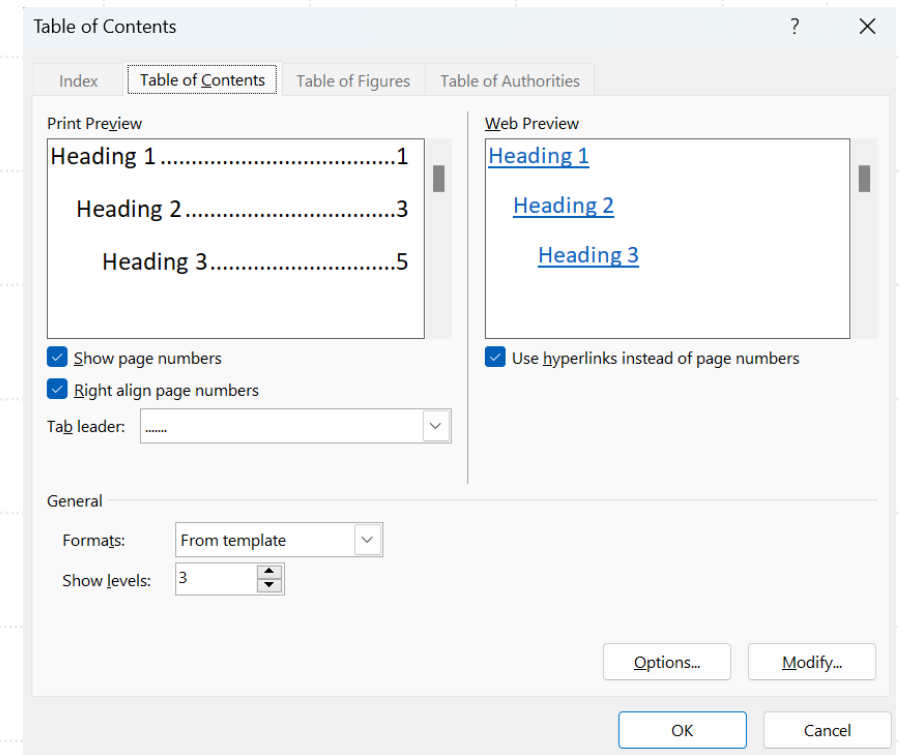 Table of Contents ?
Index Table of Contents Table of Figures Table of Authorities
Print Preview
Heading 1....................................1
Heading 2................................3
Heading 3............................5
Show page numbers
Right align page numbers
Tab leader: .......
Web Preview
Heading 1
Heading 2
Heading 3
Use hyperlinks instead of page numbers
General
Formats: From template
Show levels: 3
Options... Modify...
OK Cancel